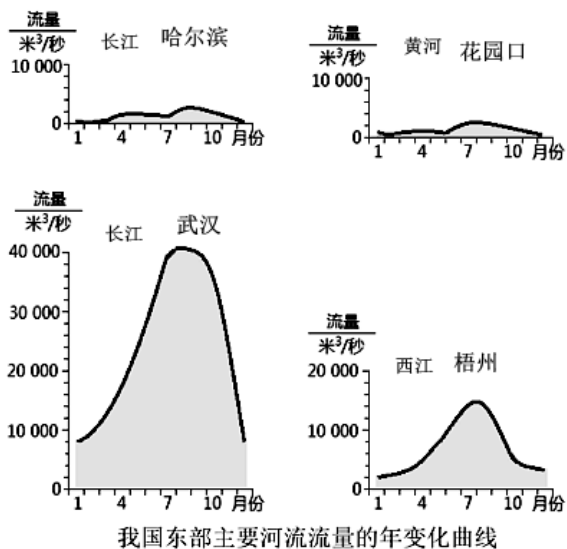 流量
米³/秒
长江 哈尔滨
10 000
0
1 4 7 10 月份
流量
米³/秒
黄河 花园口
10 000
0
1 4 7 10 月份
流量
米³/秒
长江 武汉
40 000
30 000
20 000
10 000
0
1 4 7 10 月份
流量
米³/秒
西江 梧州
20 000
10 000
0
1 4 7 10 月份
我国东部主要河流流量的年变化曲线